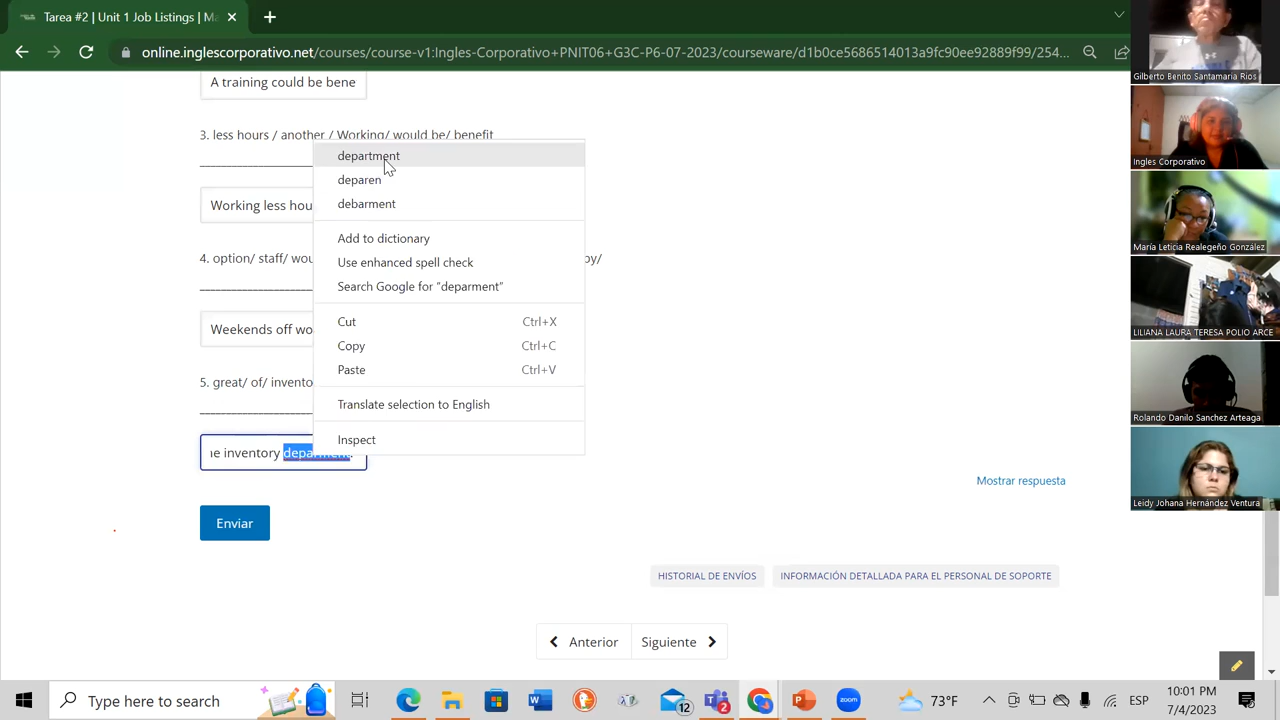 Tarea #2 | Unit 1 Job Listings | Ma
online.inglescorporativo.net/courses/course-v1:Ingles-Corporativo+PNIT06+G3C-P6-07-2023/courseware/d1b0ce5686514013a9fc90ee92889f99/254...
A training could be bene
3. less hours / another / Working/ would be/ benefit
Working less hou
4. option/ staff/ wou
by/
Weekends off wo
5. great/ of/ invento
ne inventory deparment.
department
deparen
debarment
Add to dictionary
Use enhanced spell check
Search Google for "deparment"
Cut Ctrl+X
Copy Ctrl+C
Paste Ctrl+V
Translate selection to English
Inspect
Mostrar respuesta
Enviar
HISTORIAL DE ENVÍOS
INFORMACIÓN DETALLADA PARA EL PERSONAL DE SOPORTE
Anterior
Siguiente
Gilberto Benito Santamaria Rios
Ingles Corporativo
María Leticia Realegeño González
LILIANA LAURA TERESA POLIO ARCE
Rolando Danilo Sanchez Arteaga
Leidy Johana Hernández Ventura
Type here to search
12
2
zoom
73°F
ESP
10:01 PM
7/4/2023